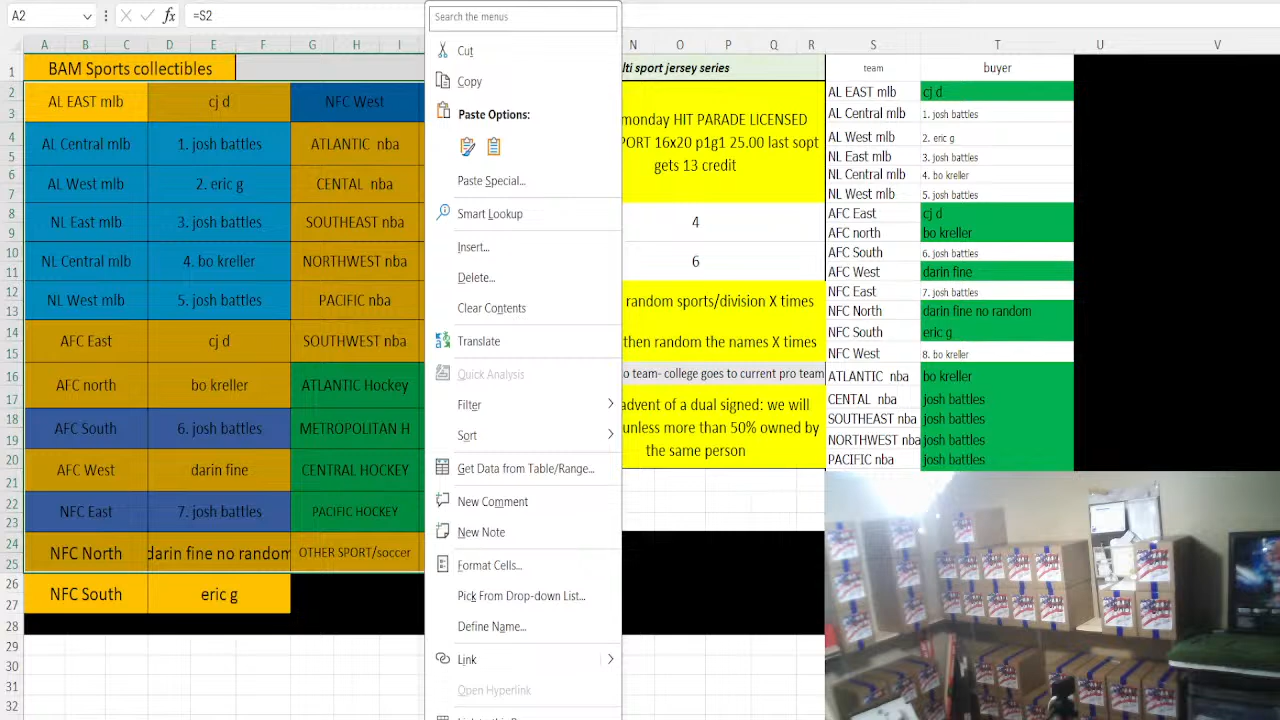 A2
fx =S2
A B C D E F G H I N O P Q R S T U V
1 BAM Sports collectibles
lti sport jersey series
team buyer
2 AL EAST mlb cj d NFC West
3
4 AL Central mlb 1. josh battles ATLANTIC nba
5
6 AL West mlb 2. eric g CENTAL nba
7
8 NL East mlb 3. josh battles SOUTHEAST nba
9
10 NL Central mlb 4. bo kreller NORTHWEST nba
11
12 NL West mlb 5. josh battles PACIFIC nba
13
14 AFC East cj d SOUTHWEST nba
15
16 AFC north bo kreller ATLANTIC Hockey
17
18 AFC South 6. josh battles METROPOLITAN H
19
20 AFC West darin fine CENTRAL HOCKEY
21
22 NFC East 7. josh battles PACIFIC HOCKEY
23
24 NFC North darin fine no random OTHER SPORT/soccer
25
26 NFC South eric g
27
28
29
30
31
32
Search the menus
Cut
Copy
Paste Options:
Paste Special...
Smart Lookup
Insert...
Delete...
Clear Contents
Translate
Quick Analysis
Filter
Sort
Get Data from Table/Range...
New Comment
New Note
Format Cells...
Pick From Drop-down List...
Define Name...
Link
Open Hyperlink
monday HIT PARADE LICENSED
PORT 16x20 p1g1 25.00 last sopt
gets 13 credit
4
6
random sports/division X times
then random the names X times
o team- college goes to current pro team
advent of a dual signed: we will
unless more than 50% owned by
the same person
AL EAST mlb cj d
AL Central mlb 1. josh battles
AL West mlb 2. eric g
NL East mlb 3. josh battles
NL Central mlb 4. bo kreller
NL West mlb 5. josh battles
AFC East cj d
AFC north bo kreller
AFC South 6. josh battles
AFC West darin fine
NFC East 7. josh battles
NFC North darin fine no random
NFC South eric g
NFC West 8. bo kreller
ATLANTIC nba bo kreller
CENTAL nba josh battles
SOUTHEAST nba josh battles
NORTHWEST nba josh battles
PACIFIC nba josh battles